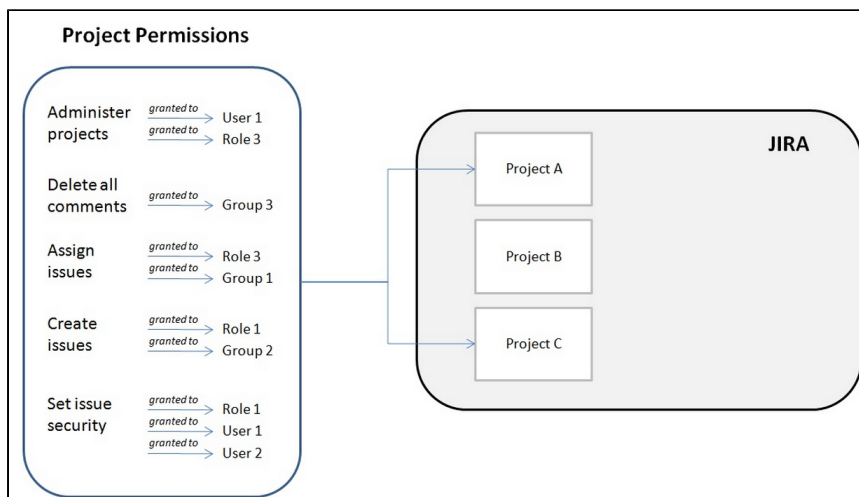 Project Permissions
Administer
projects
granted to
User 1
granted to
Role 3
Delete all
comments
granted to
Group 3
Assign
issues
granted to
Role 3
granted to
Group 1
Create
issues
granted to
Role 1
granted to
Group 2
Set issue
security
granted to
Role 1
granted to
User 1
granted to
User 2
JIRA
Project A
Project B
Project C